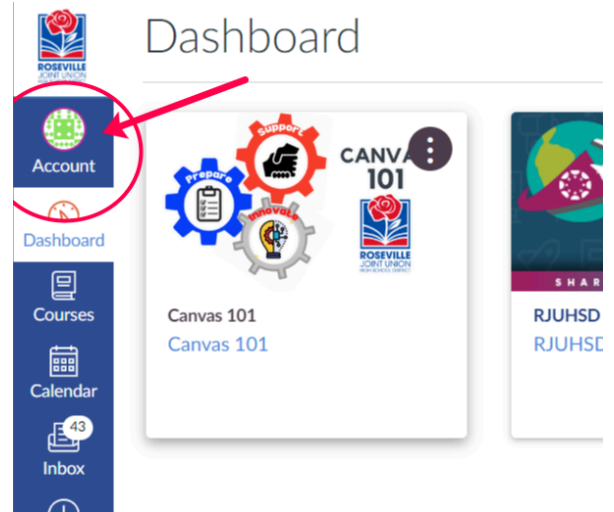 ROSEVILLE
JOINT UNION
Dashboard
Account
Dashboard
Courses
Calendar
43
Inbox
Support
Prepare
Innovate
CANVA
101
ROSEVILLE
JOINT UNION
HIGH SCHOOL DISTRICT
Canvas 101
Canvas 101
SHAR
RJUHSD
RJUHSD